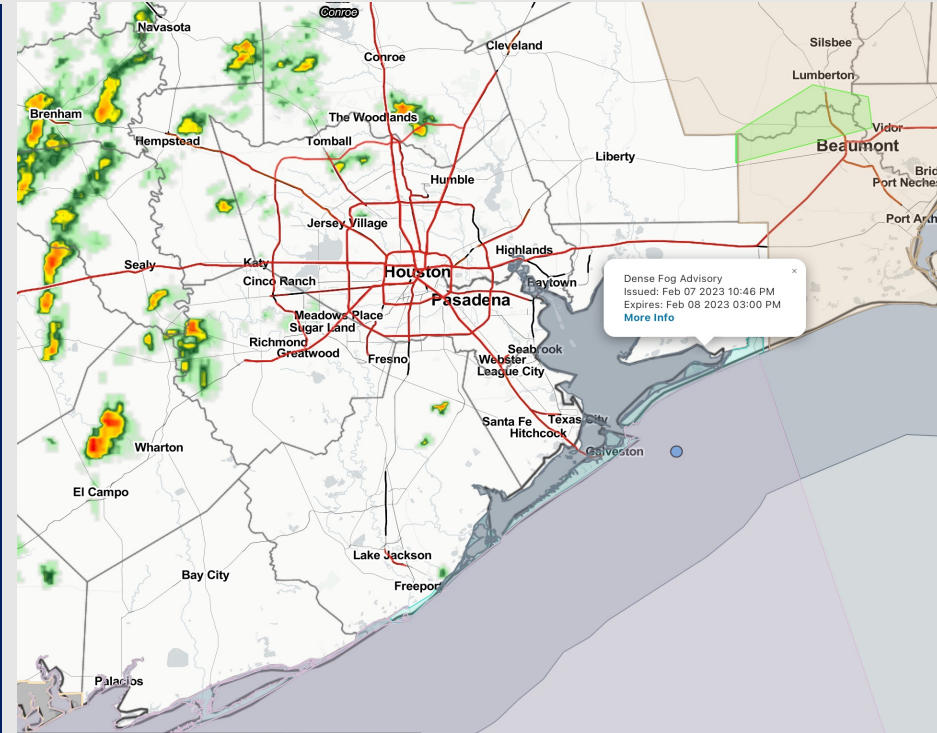 Conroe
Navasota
Silsbee
Cleveland
Conroe
Lumberton
Brenham
The Woodlands
Vidor
Hempstead
Tomball
Beaumont
Liberty
Humble
Port Neches
Jersey Village
Highlands
Sealy
Katy
Houston
Cinco Ranch
Baytown
Pasadena
Dense Fog Advisory
×
Issued: Feb 07 2023 10:46 PM
Expires: Feb 08 2023 03:00 PM
More Info
Meadows Place
Sugar Land
Richmond
Greatwood
Fresno
Seabrook
Webster
League City
Santa Fe
Texas City
Hitchcock
Galveston
Wharton
El Campo
Lake Jackson
Bay City
Freeport
Palacios